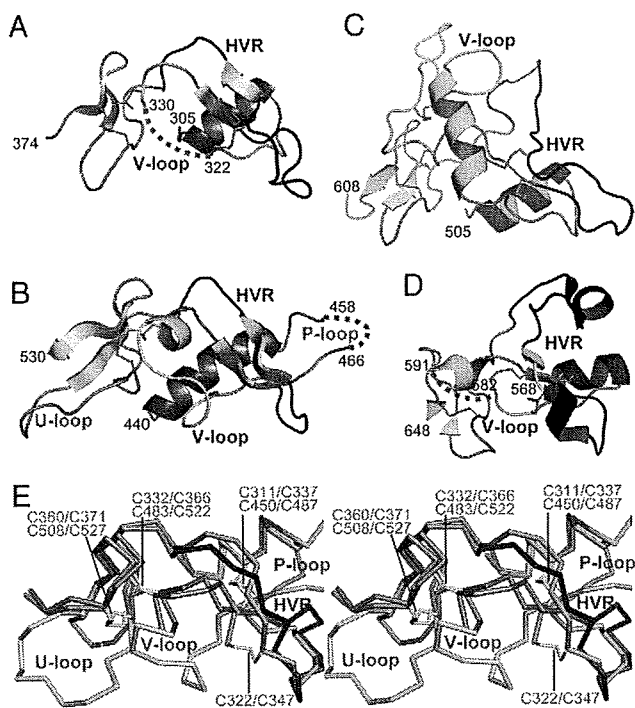 A
HVR
330
305
374
V-loop
322
C
V-loop
HVR
608
505
B
HVR
458
P-loop
530
466
U-loop
440
V-loop
D
HVR
591
582
568
V-loop
648
E
C332/C366
C483/C522
C311/C337
C450/C487
C360/C371
C508/C527
P-loop
HVR
V-loop
U-loop
C322/C347
C332/C366
C483/C522
C311/C337
C450/C487
C360/C371
C508/C527
P-loop
HVR
V-loop
U-loop
C322/C347